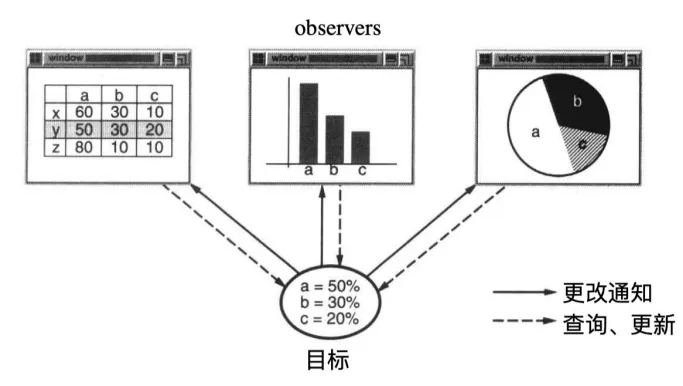 observers
window
a b c
x 60 30 10
y 50 30 20
z 80 10 10
window
a b c
window
a
b
c
a = 50%
b = 30%
c = 20%
目标
更改通知
查询、更新